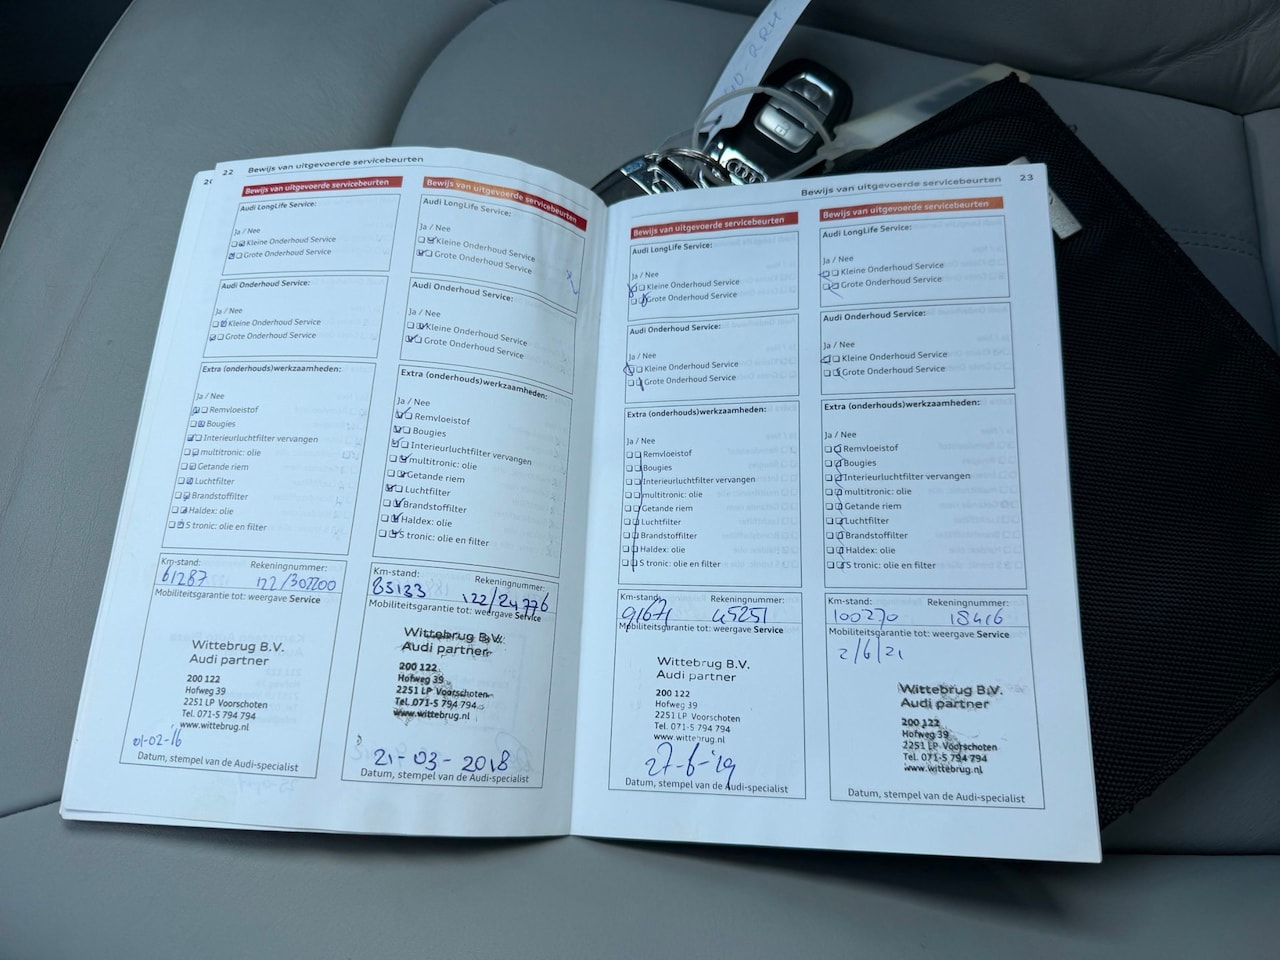 22 Bewijs van uitgevoerde servicebeurten
Bewijs van uitgevoerde servicebeurten
Audi LongLife Service:
Ja / Nee
Kleine Onderhoud Service
Grote Onderhoud Service
Audi Onderhoud Service:
Ja / Nee
Kleine Onderhoud Service
Grote Onderhoud Service
Extra (onderhouds)werkzaamheden:
Ja / Nee
Remvloeistof
Bougies
Interieurluchtfilter vervangen
multitronic: olie
Getande riem
Luchtfilter
Brandstoffilter
Haldex: olie
S tronic: olie en filter
Km-stand: Rekeningnummer:
61287 122/307700
Mobiliteitsgarantie tot: weergave Service
Wittebrug B.V.
Audi partner
200 122
Hofweg 39
2251 LP Voorschoten
Tel. 071-5 794 794
www.wittebrug.nl
01-02-'16
Datum, stempel van de Audi-specialist
Bewijs van uitgevoerde servicebeurten
Audi LongLife Service:
Ja / Nee
Kleine Onderhoud Service
Grote Onderhoud Service
Audi Onderhoud Service:
Ja / Nee
Kleine Onderhoud Service
Grote Onderhoud Service
Extra (onderhouds)werkzaamheden:
Ja / Nee
Remvloeistof
Bougies
Interieurluchtfilter vervangen
multitronic: olie
Getande riem
Luchtfilter
Brandstoffilter
Haldex: olie
S tronic: olie en filter
Km-stand: Rekeningnummer:
83133 122/24776
Mobiliteitsgarantie tot: weergave Service
Wittebrug B.V.
Audi partner
200 122
Hofweg 39
2251 LP Voorschoten
Tel. 071-5 794 794
www.wittebrug.nl
21-03-2018
Datum, stempel van de Audi-specialist
Bewijs van uitgevoerde servicebeurten 23
Bewijs van uitgevoerde servicebeurten
Audi LongLife Service:
Ja / Nee
Kleine Onderhoud Service
Grote Onderhoud Service
Audi Onderhoud Service:
Ja / Nee
Kleine Onderhoud Service
Grote Onderhoud Service
Extra (onderhouds)werkzaamheden:
Ja / Nee
Remvloeistof
Bougies
Interieurluchtfilter vervangen
multitronic: olie
Getande riem
Luchtfilter
Brandstoffilter
Haldex: olie
S tronic: olie en filter
Km-stand: Rekeningnummer:
91671 45251
Mobiliteitsgarantie tot: weergave Service
Wittebrug B.V.
Audi partner
200 122
Hofweg 39
2251 LP Voorschoten
Tel. 071-5 794 794
www.wittebrug.nl
27-6-'19
Datum, stempel van de Audi-specialist
Bewijs van uitgevoerde servicebeurten
Audi LongLife Service:
Ja / Nee
Kleine Onderhoud Service
Grote Onderhoud Service
Audi Onderhoud Service:
Ja / Nee
Kleine Onderhoud Service
Grote Onderhoud Service
Extra (onderhouds)werkzaamheden:
Ja / Nee
Remvloeistof
Bougies
Interieurluchtfilter vervangen
multitronic: olie
Getande riem
Luchtfilter
Brandstoffilter
Haldex: olie
S tronic: olie en filter
Km-stand: Rekeningnummer:
100270 18416
Mobiliteitsgarantie tot: weergave Service
2/6/21
Wittebrug B.V.
Audi partner
200 122
Hofweg 39
2251 LP Voorschoten
Tel. 071-5 794 794
www.wittebrug.nl
Datum, stempel van de Audi-specialist